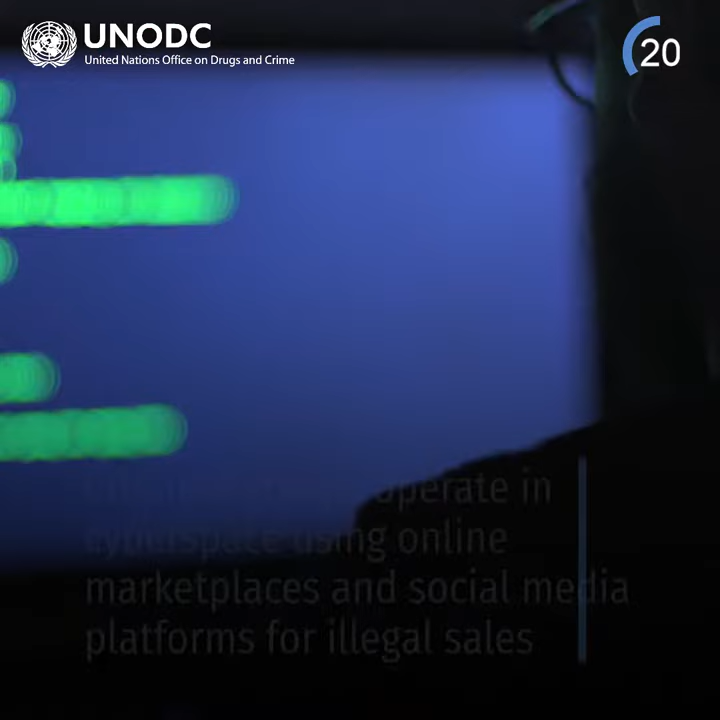 UNODC
United Nations Office on Drugs and Crime
20
operate in
cyberspace using online
marketplaces and social media
platforms for illegal sales